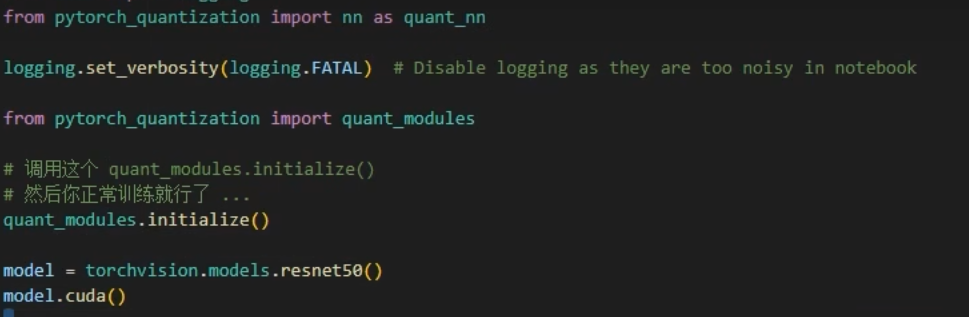 from pytorch_quantization import nn as quant_nn
logging.set_verbosity(logging.FATAL)  # Disable logging as they are too noisy in notebook
from pytorch_quantization import quant_modules
# 调用这个 quant_modules.initialize()
# 然后你正常训练就行了 ...
quant_modules.initialize()
model = torchvision.models.resnet50()
model.cuda()